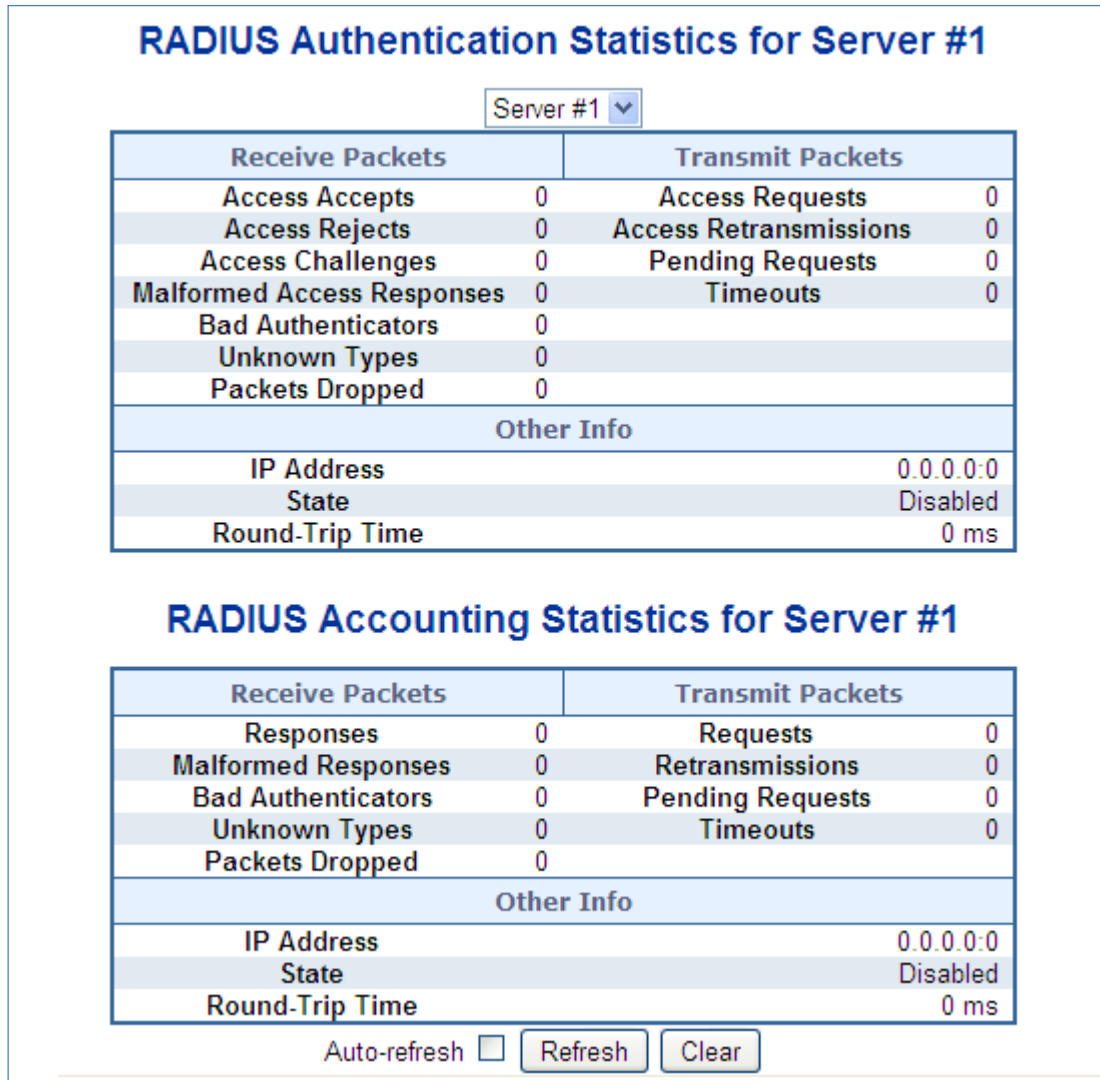 RADIUS Authentication Statistics for Server #1
Server #1
Receive Packets Transmit Packets
Access Accepts 0 Access Requests 0
Access Rejects 0 Access Retransmissions 0
Access Challenges 0 Pending Requests 0
Malformed Access Responses 0 Timeouts 0
Bad Authenticators 0
Unknown Types 0
Packets Dropped 0
Other Info
IP Address 0.0.0.0:0
State Disabled
Round-Trip Time 0 ms
RADIUS Accounting Statistics for Server #1
Receive Packets Transmit Packets
Responses 0 Requests 0
Malformed Responses 0 Retransmissions 0
Bad Authenticators 0 Pending Requests 0
Unknown Types 0 Timeouts 0
Packets Dropped 0
Other Info
IP Address 0.0.0.0:0
State Disabled
Round-Trip Time 0 ms
Auto-refresh Refresh Clear